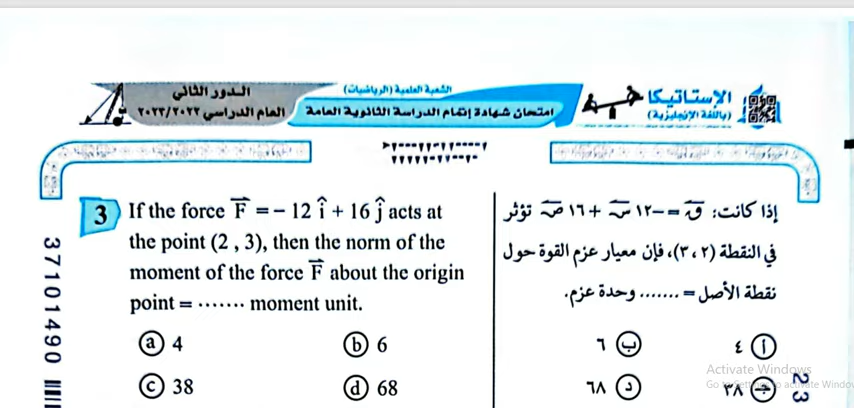 الدور الثاني
العام الدراسي ٢٠٢٢/٢٠٢٣
الشعبة العلمية (الرياضيات)
امتحان شهادة إتمام الدراسة الثانوية العامة
الإستاتيكا
(باللغة الإنجليزية)
3 If the force F⃗ = − 12 î + 16 ĵ acts at
the point (2 , 3), then the norm of the
moment of the force F⃗ about the origin
point = ........ moment unit.
ⓐ 4
ⓑ 6
ⓒ 38
ⓓ 68
إذا كانت: ق = −١٢ س + ١٦ ص تؤثر
في النقطة (٢ ، ٣)، فإن معيار عزم القوة حول
نقطة الأصل = ....... وحدة عزم.
أ ٤
ب ٦
ج ٣٨
د ٦٨
37101490
23
Activate Windows